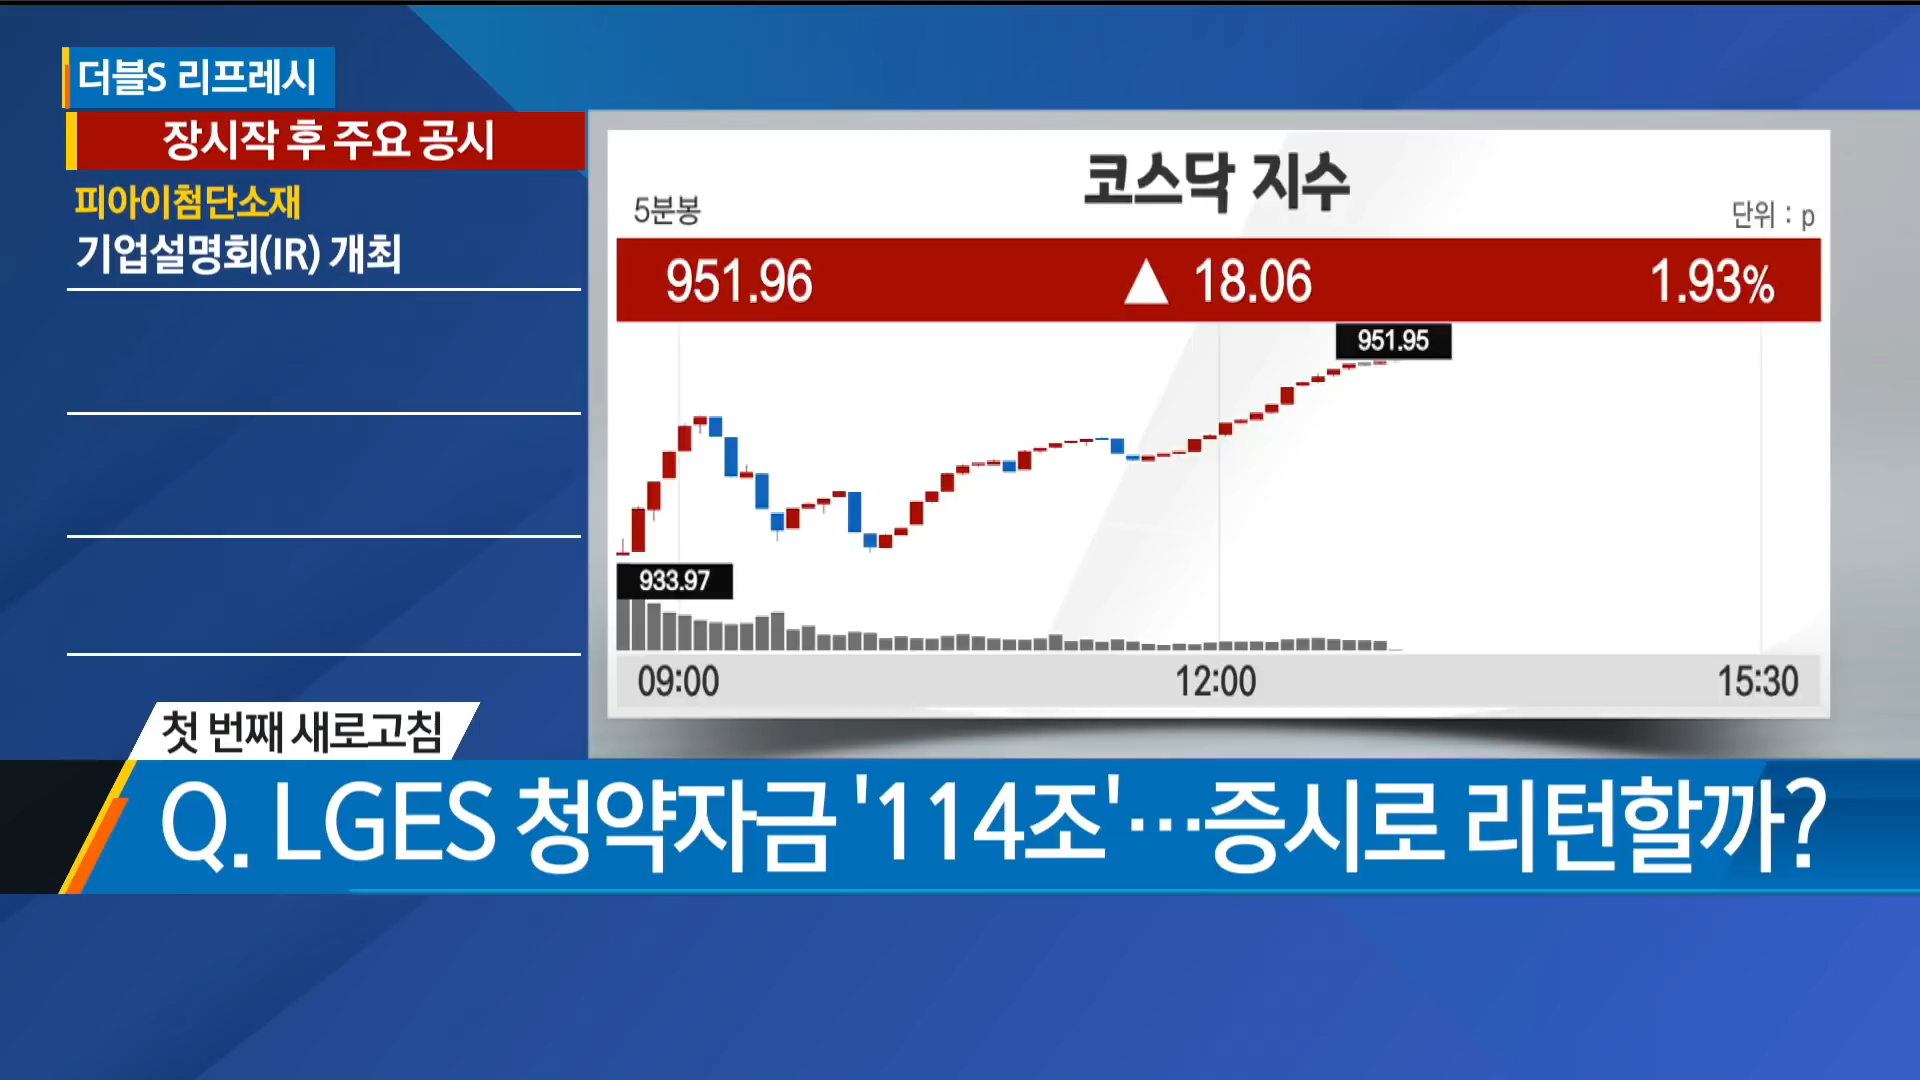 더블S 리프레시
장시작 후 주요 공시
피아이첨단소재
기업설명회(IR) 개최
코스닥 지수
5분봉
단위 : p
951.96 ▲ 18.06 1.93%
951.95
933.97
09:00 12:00 15:30
첫 번째 새로고침
Q. LGES 청약자금 '114조'…증시로 리턴할까?